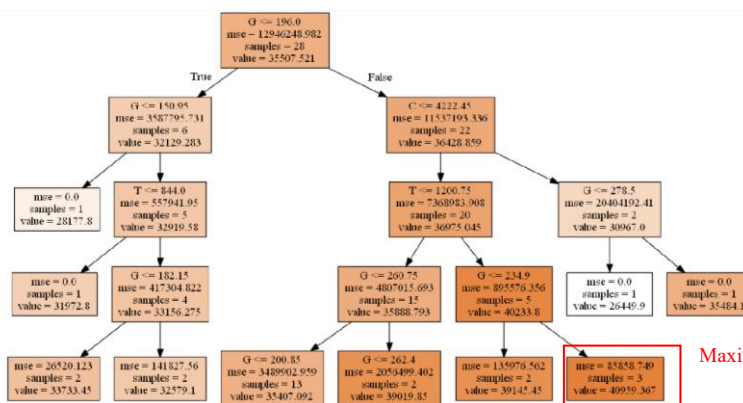 G <= 196.0
mse = 12946248.982
samples = 28
value = 35507.521
True
False
G <= 150.95
mse = 3587795.731
samples = 6
value = 32129.283
C <= 4222.45
mse = 11537193.336
samples = 22
value = 36428.859
mse = 0.0
samples = 1
value = 28177.8
T <= 844.0
mse = 557941.95
samples = 5
value = 32919.58
T <= 1200.75
mse = 7368983.908
samples = 20
value = 36975.045
G <= 278.5
mse = 20404192.41
samples = 2
value = 30967.0
mse = 0.0
samples = 1
value = 31972.8
G <= 182.15
mse = 417304.822
samples = 4
value = 33156.275
G <= 260.75
mse = 4807015.693
samples = 15
value = 35888.793
G <= 234.9
mse = 895576.356
samples = 5
value = 40233.8
mse = 0.0
samples = 1
value = 26449.9
mse = 0.0
samples = 1
value = 35484.1
mse = 26520.123
samples = 2
value = 33733.45
mse = 141827.56
samples = 2
value = 32579.1
G <= 200.85
mse = 3489902.959
samples = 13
value = 35407.092
G <= 262.4
mse = 2056499.402
samples = 2
value = 39019.85
mse = 135976.562
samples = 2
value = 39145.45
mse = 85858.749
samples = 3
value = 40959.367
Maxi